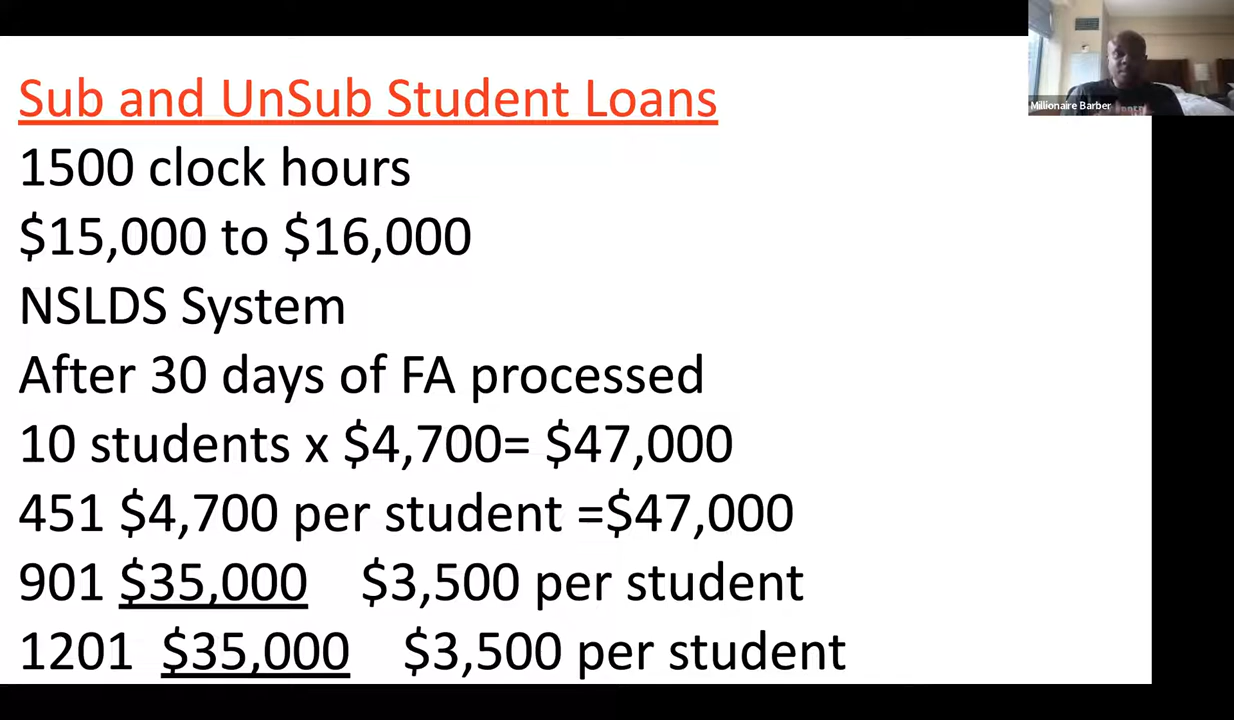 Sub and UnSub Student Loans
1500 clock hours
$15,000 to $16,000
NSLDS System
After 30 days of FA processed
10 students x $4,700= $47,000
451 $4,700 per student =$47,000
901 $35,000 $3,500 per student
1201 $35,000 $3,500 per student
Millionaire Barber